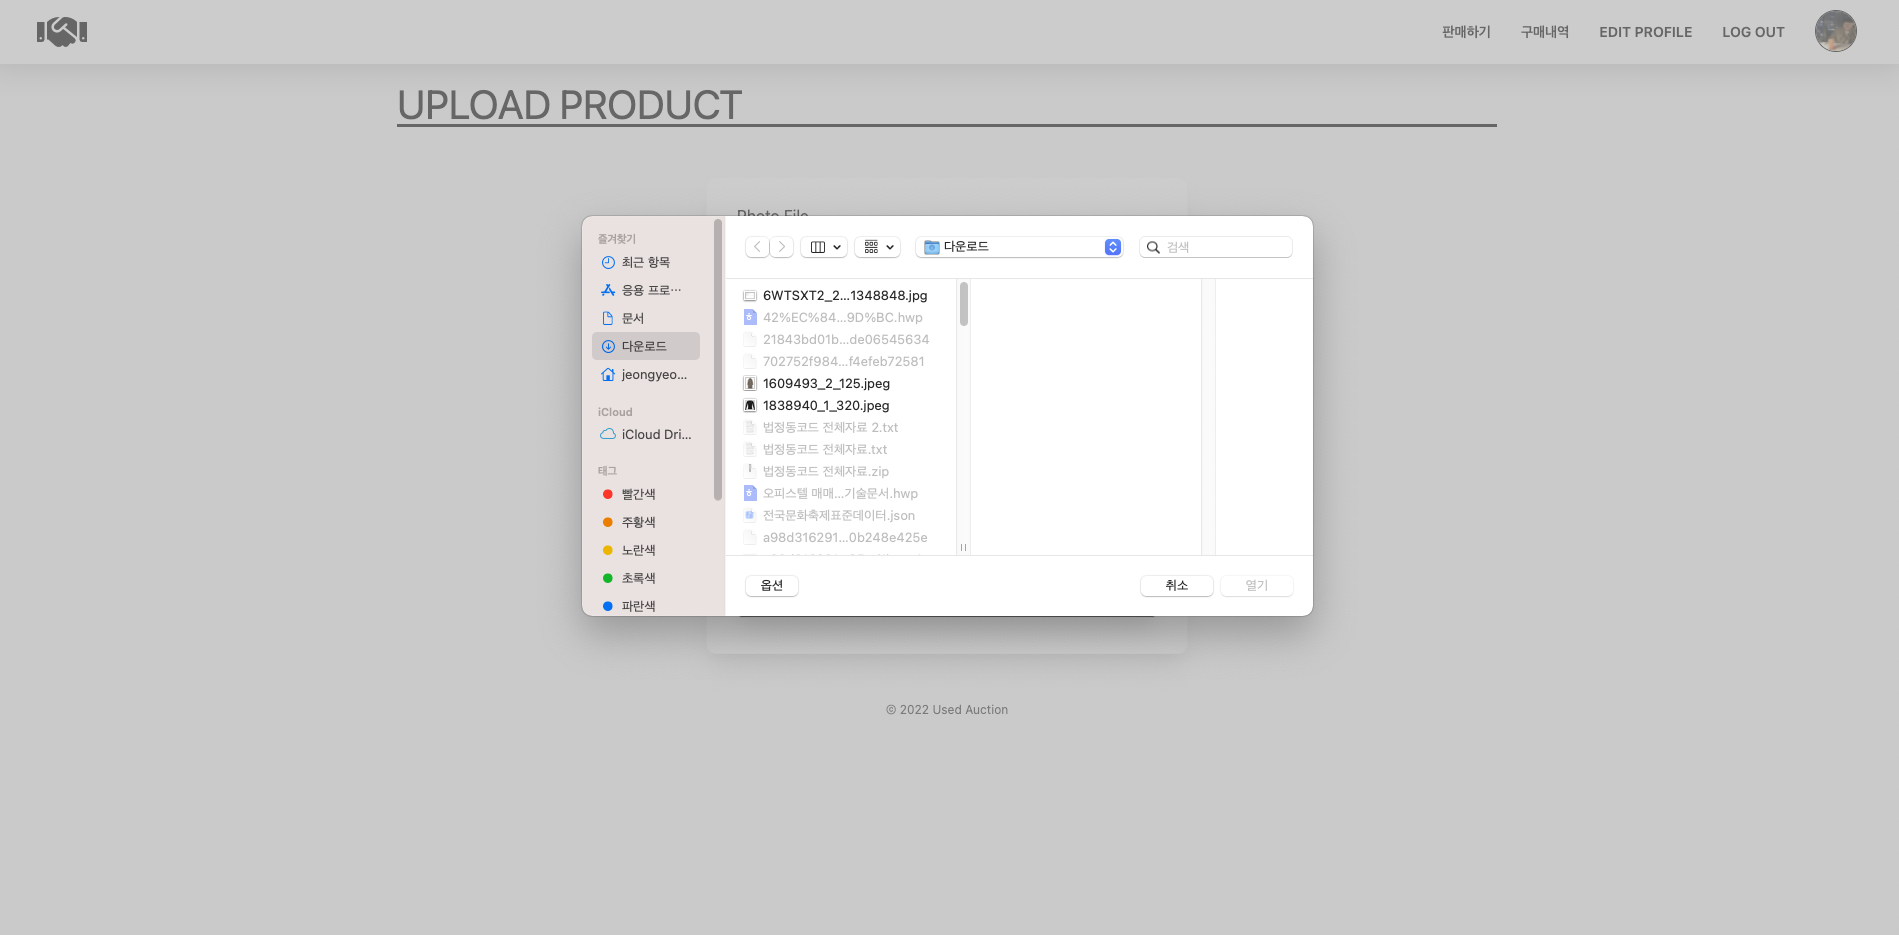 판매하기
구매내역
EDIT PROFILE
LOG OUT
UPLOAD PRODUCT
Photo File
즐겨찾기
최근 항목
응용 프로…
문서
다운로드
jeongyeo...
iCloud
iCloud Dri...
태그
빨간색
주황색
노란색
초록색
파란색
다운로드
검색
6WTSXT2_2...1348848.jpg
42%EC%84...9D%BC.hwp
21843bd01b...de06545634
702752f984...f4efeb72581
1609493_2_125.jpeg
1838940_1_320.jpeg
법정동코드 전체자료 2.txt
법정동코드 전체자료.txt
법정동코드 전체자료.zip
오피스텔 매매...기술문서.hwp
전국문화축제표준데이터.json
a98d316291...0b248e425e
옵션
취소
열기
© 2022 Used Auction